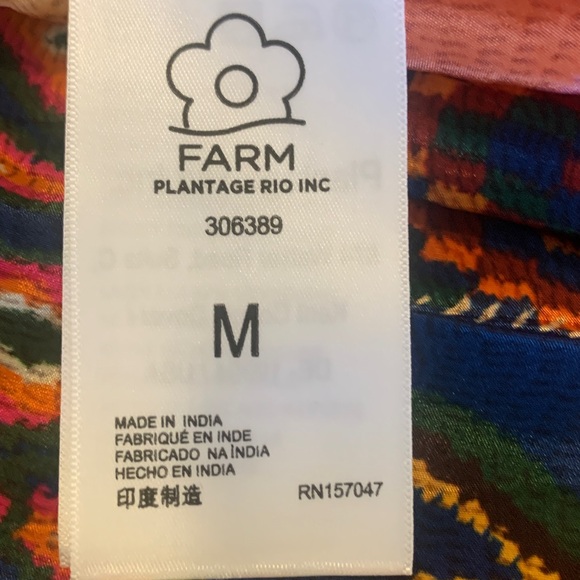 FARM
PLANTAGE RIO INC
306389
M
MADE IN INDIA
FABRIQUÉ EN INDE
FABRICADO NA ÍNDIA
HECHO EN INDIA
印度制造
RN157047